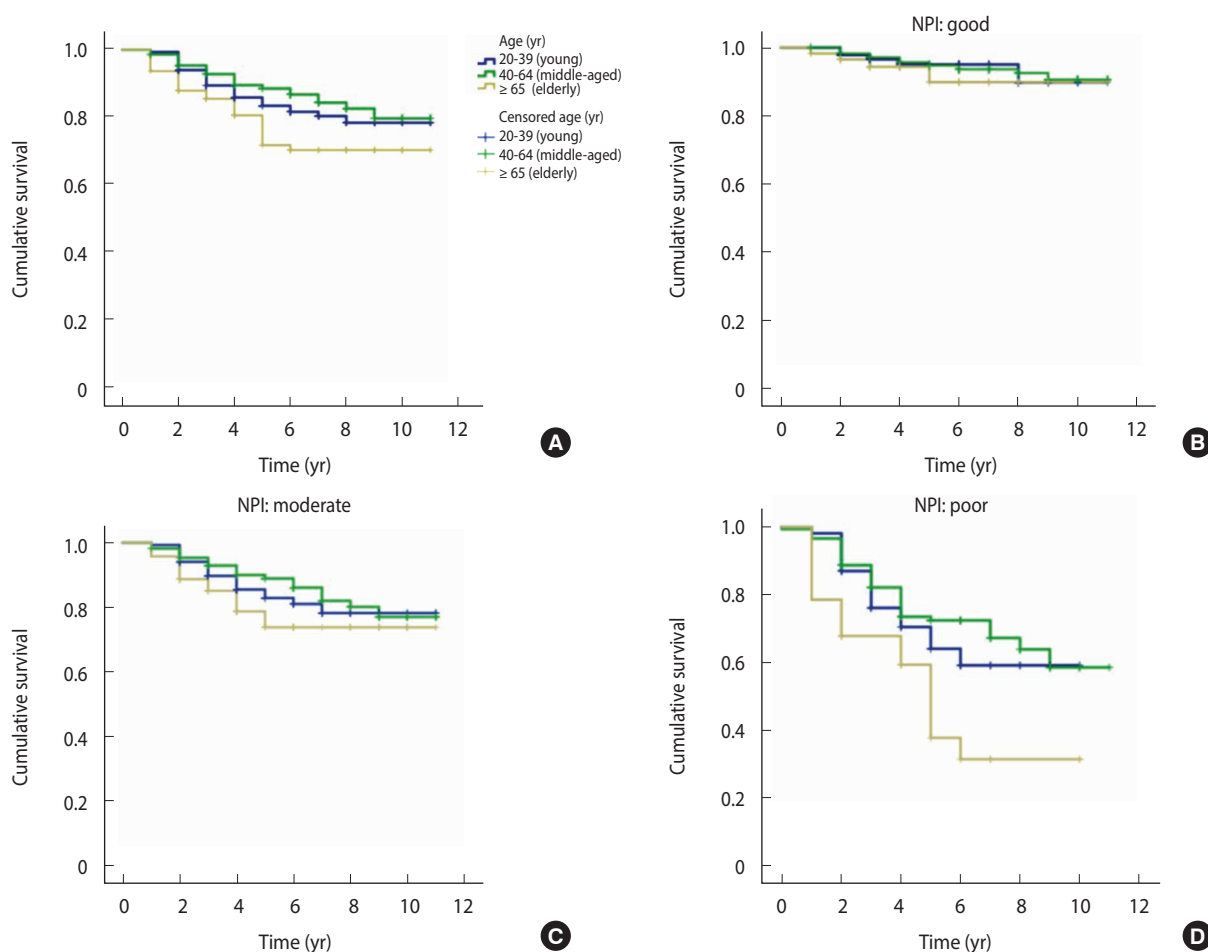 Cumulative survival
1.0
0.8
0.6
0.4
0.2
0
0 2 4 6 8 10 12
Time (yr)
Age (yr)
20-39 (young)
40-64 (middle-aged)
≥ 65 (elderly)
Censored age (yr)
20-39 (young)
40-64 (middle-aged)
≥ 65 (elderly)
A
NPI: good
Cumulative survival
1.0
0.8
0.6
0.4
0.2
0
0 2 4 6 8 10 12
Time (yr)
B
NPI: moderate
Cumulative survival
1.0
0.8
0.6
0.4
0.2
0
0 2 4 6 8 10 12
Time (yr)
C
NPI: poor
Cumulative survival
1.0
0.8
0.6
0.4
0.2
0
0 2 4 6 8 10 12
Time (yr)
D